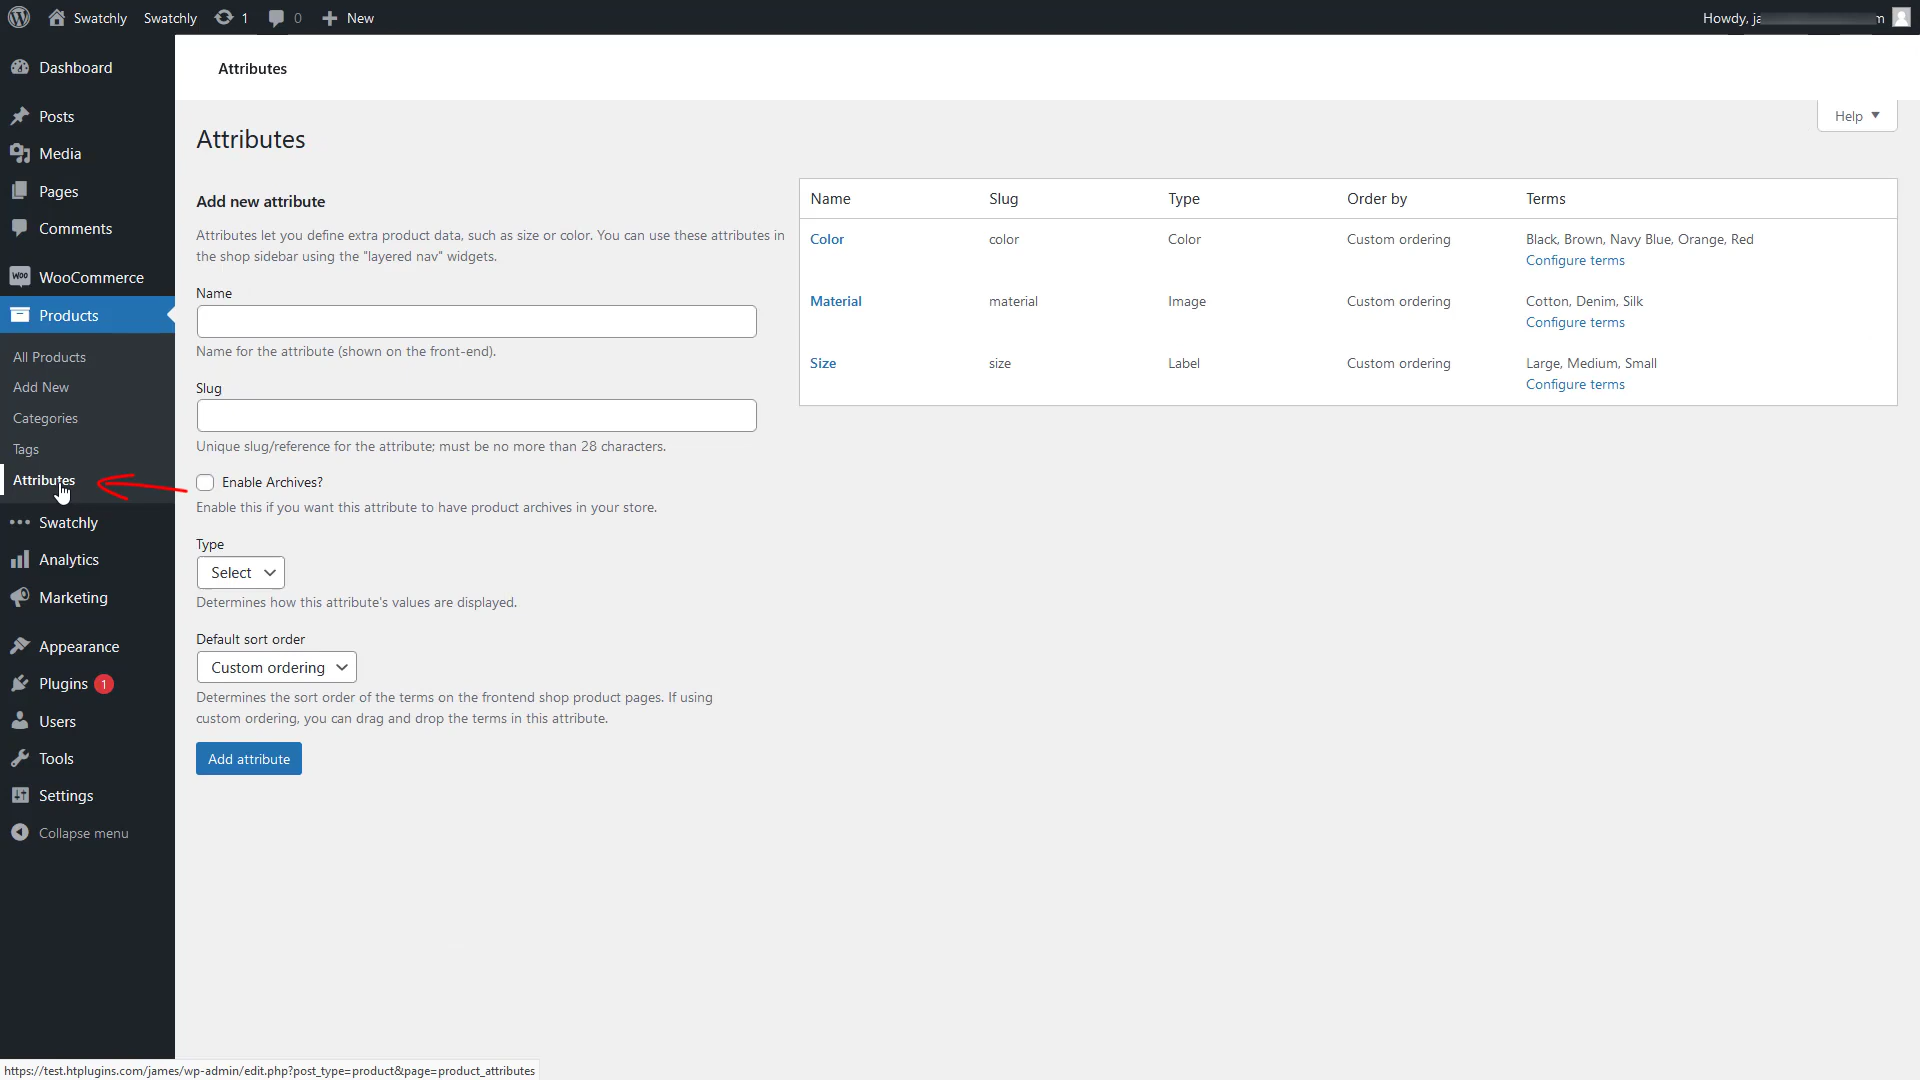 Swatchly Swatchly 1 0 New
Howdy, ja m
Dashboard
Posts
Media
Pages
Comments
WooCommerce
Products
All Products
Add New
Categories
Tags
Attributes
Swatchly
Analytics
Marketing
Appearance
Plugins 1
Users
Tools
Settings
Collapse menu
Attributes
Help
Attributes
Add new attribute
Attributes let you define extra product data, such as size or color. You can use these attributes in
the shop sidebar using the "layered nav" widgets.
Name
Name for the attribute (shown on the front-end).
Slug
Unique slug/reference for the attribute; must be no more than 28 characters.
Enable Archives?
Enable this if you want this attribute to have product archives in your store.
Type
Select
Determines how this attribute's values are displayed.
Default sort order
Custom ordering
Determines the sort order of the terms on the frontend shop product pages. If using
custom ordering, you can drag and drop the terms in this attribute.
Add attribute
Name Slug Type Order by Terms
Color color Color Custom ordering Black, Brown, Navy Blue, Orange, Red
Configure terms
Material material Image Custom ordering Cotton, Denim, Silk
Configure terms
Size size Label Custom ordering Large, Medium, Small
Configure terms
https://test.htplugins.com/james/wp-admin/edit.php?post_type=product&page=product_attributes